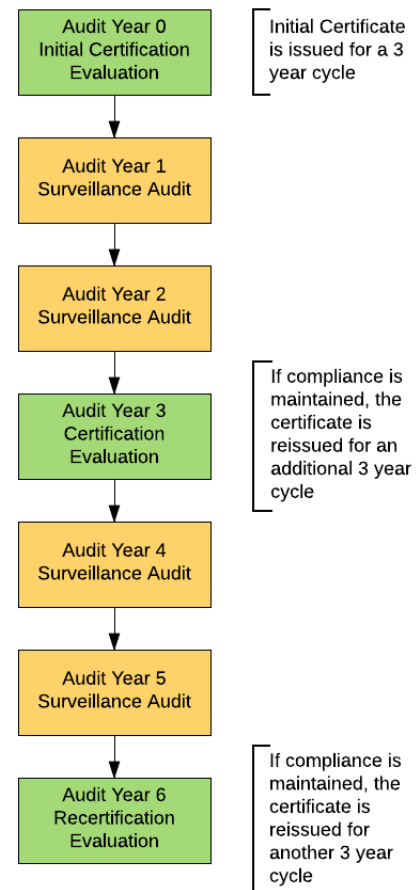 Audit Year 0
Initial Certification
Evaluation
Initial Certificate
is issued for a 3
year cycle
Audit Year 1
Surveillance Audit
Audit Year 2
Surveillance Audit
Audit Year 3
Certification
Evaluation
If compliance is
maintained, the
certificate is
reissued for an
additional 3 year
cycle
Audit Year 4
Surveillance Audit
Audit Year 5
Surveillance Audit
Audit Year 6
Recertification
Evaluation
If compliance is
maintained, the
certificate is
reissued for
another 3 year
cycle